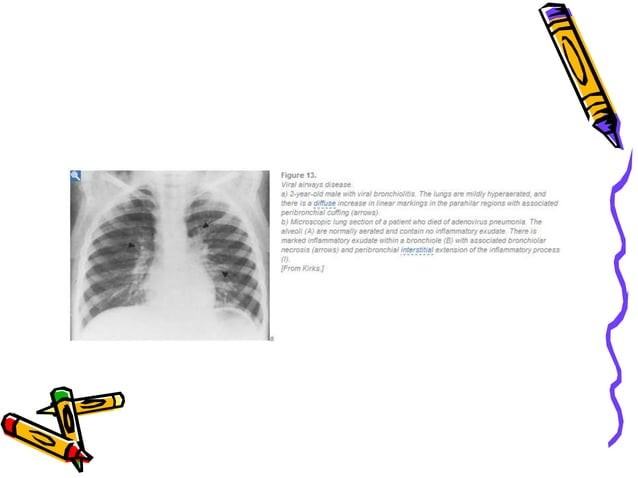 Figure 13.
Viral airways disease.
a) 2-year-old male with viral bronchiolitis. The lungs are mildly hyperaerated, and
there is a diffuse increase in linear markings in the parahilar regions with associated
peribronchial cuffing (arrows).
b) Microscopic lung section of a patient who died of adenovirus pneumonia. The
alveoli (A) are normally aerated and contain no inflammatory exudate. There is
marked inflammatory exudate within a bronchiole (B) with associated bronchiolar
necrosis (arrows) and peribronchial interstitial extension of the inflammatory process
(I).
[From Kirks.]
a